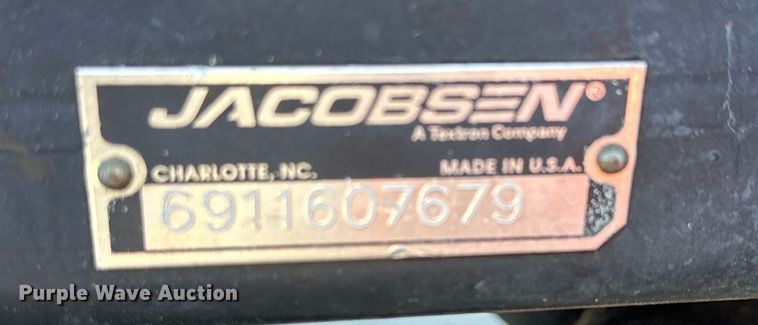 JACOBSEN®
A Textron Company
CHARLOTTE, NC. MADE IN U.S.A.
6911607679
Purple Wave Auction